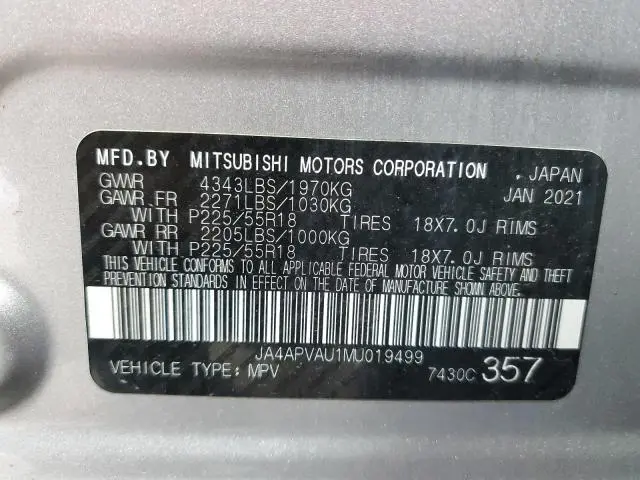 MFD.BY MITSUBISHI MOTORS CORPORATION . JAPAN
GVWR 4343LBS/1970KG JAN 2021
GAWR FR 2271LBS/1030KG
WITH P225/55R18 TIRES 18X7.0J RIMS
GAWR RR 2205LBS/1000KG
WITH P225/55R18 TIRES 18X7.0J RIMS
THIS VEHICLE CONFORMS TO ALL APPLICABLE FEDERAL MOTOR VEHICLE SAFETY AND THEFT
PREVENTION STANDARDS IN EFFECT ON THE DATE OF MANUFACTURE SHOWN ABOVE.
JA4APVAU1MU019499
VEHICLE TYPE: MPV 7430C 357